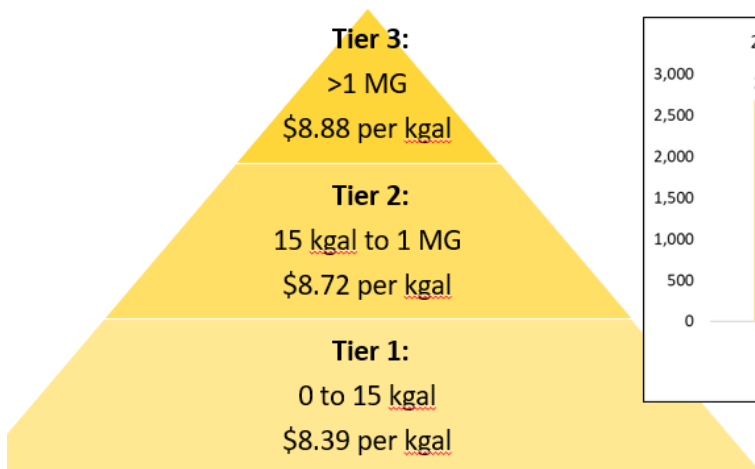 Tier 3:
>1 MG
$8.88 per kgal
Tier 2:
15 kgal to 1 MG
$8.72 per kgal
Tier 1:
0 to 15 kgal
$8.39 per kgal
3,000
2,500
2,000
1,500
1,000
500
0